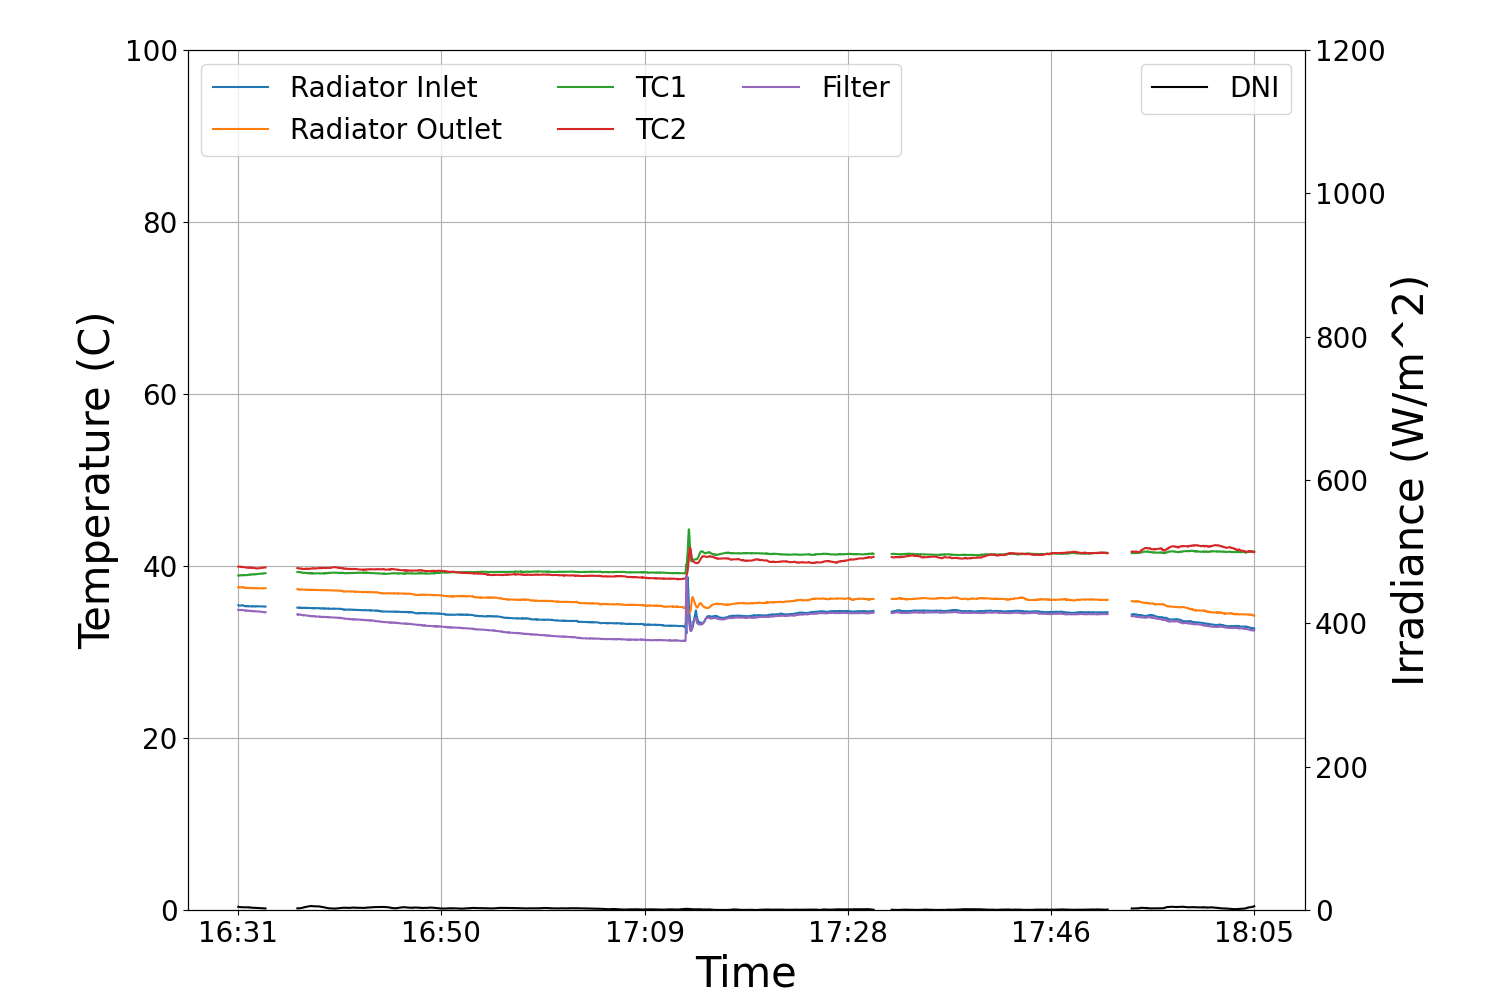 Temperature (C)
100
80
60
40
20
0
Radiator Inlet
Radiator Outlet
TC1
TC2
Filter
DNI
1200
1000
800
600
400
200
0
Irradiance (W/m^2)
16:31 16:50 17:09 17:28 17:46 18:05
Time